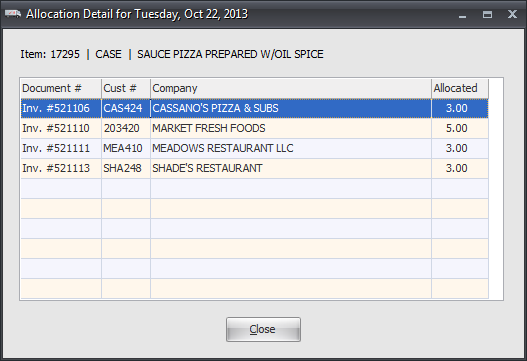 Allocation Detail for Tuesday, Oct 22, 2013
Item: 17295 | CASE | SAUCE PIZZA PREPARED W/OIL SPICE
Document # Cust # Company Allocated
Inv. #521106 CAS424 CASSANO'S PIZZA & SUBS 3.00
Inv. #521110 203420 MARKET FRESH FOODS 5.00
Inv. #521111 MEA410 MEADOWS RESTAURANT LLC 3.00
Inv. #521113 SHA248 SHADE'S RESTAURANT 3.00
Close